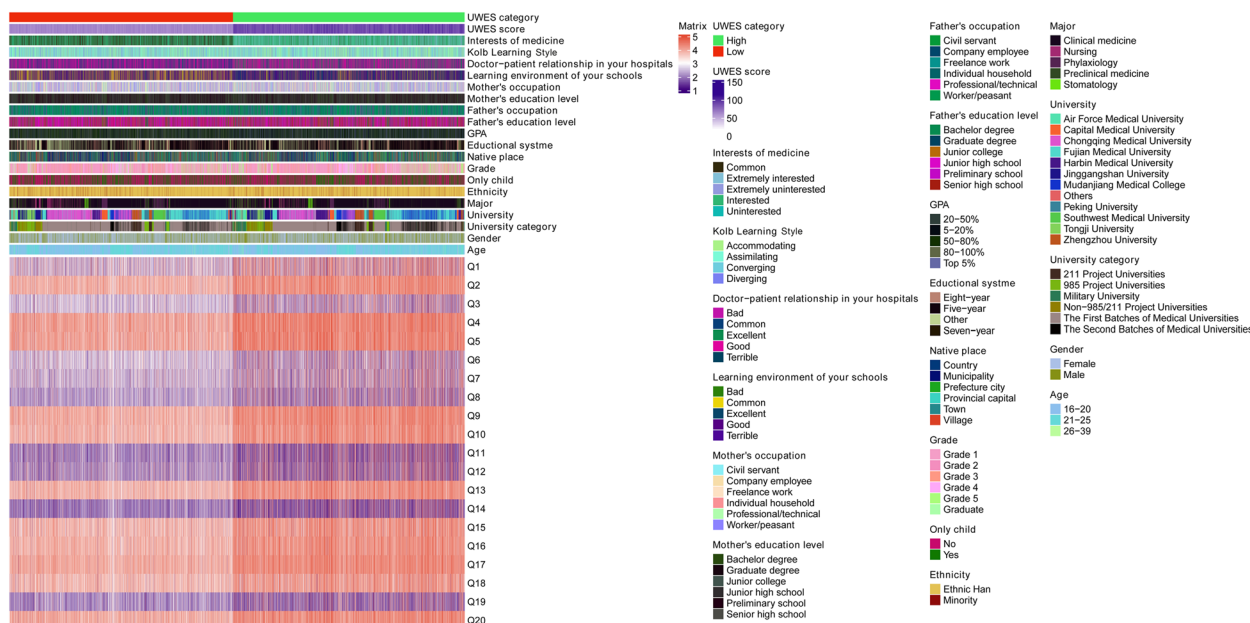 UWES category
UWES score
Interests of medicine
Kolb Learning Style
Doctor−patient relationship in your hospitals
Learning environment of your schools
Mother's occupation
Mother's education level
Father's occupation
Father's education level
GPA
Eductional systme
Native place
Grade
Only child
Ethnicity
Major
University
University category
Gender
Age
Q1
Q2
Q3
Q4
Q5
Q6
Q7
Q8
Q9
Q10
Q11
Q12
Q13
Q14
Q15
Q16
Q17
Q18
Q19
Q20
Matrix
5
4
3
2
1
UWES category
High
Low
UWES score
150
100
50
0
Interests of medicine
Common
Extremely interested
Extremely uninterested
Interested
Uninterested
Kolb Learning Style
Accommodating
Assimilating
Converging
Diverging
Doctor−patient relationship in your hospitals
Bad
Common
Excellent
Good
Terrible
Learning environment of your schools
Bad
Common
Excellent
Good
Terrible
Mother's occupation
Civil servant
Company employee
Freelance work
Individual household
Professional/technical
Worker/peasant
Mother's education level
Bachelor degree
Graduate degree
Junior college
Junior high school
Preliminary school
Senior high school
Father's occupation
Civil servant
Company employee
Freelance work
Individual household
Professional/technical
Worker/peasant
Father's education level
Bachelor degree
Graduate degree
Junior college
Junior high school
Preliminary school
Senior high school
GPA
20−50%
5−20%
50−80%
80−100%
Top 5%
Eductional systme
Eight−year
Five−year
Other
Seven−year
Native place
Country
Municipality
Prefecture city
Provincial capital
Town
Village
Grade
Grade 1
Grade 2
Grade 3
Grade 4
Grade 5
Graduate
Only child
No
Yes
Ethnicity
Ethnic Han
Minority
Major
Clinical medicine
Nursing
Phylaxiology
Preclinical medicine
Stomatology
University
Air Force Medical University
Capital Medical University
Chongqing Medical University
Fujian Medical University
Harbin Medical University
Jinggangshan University
Mudanjiang Medical College
Others
Peking University
Southwest Medical University
Tongji University
Zhengzhou University
University category
211 Project Universities
985 Project Universities
Military University
Non−985/211 Project Universities
The First Batches of Medical Universities
The Second Batches of Medical Universities
Gender
Female
Male
Age
16−20
21−25
26−39